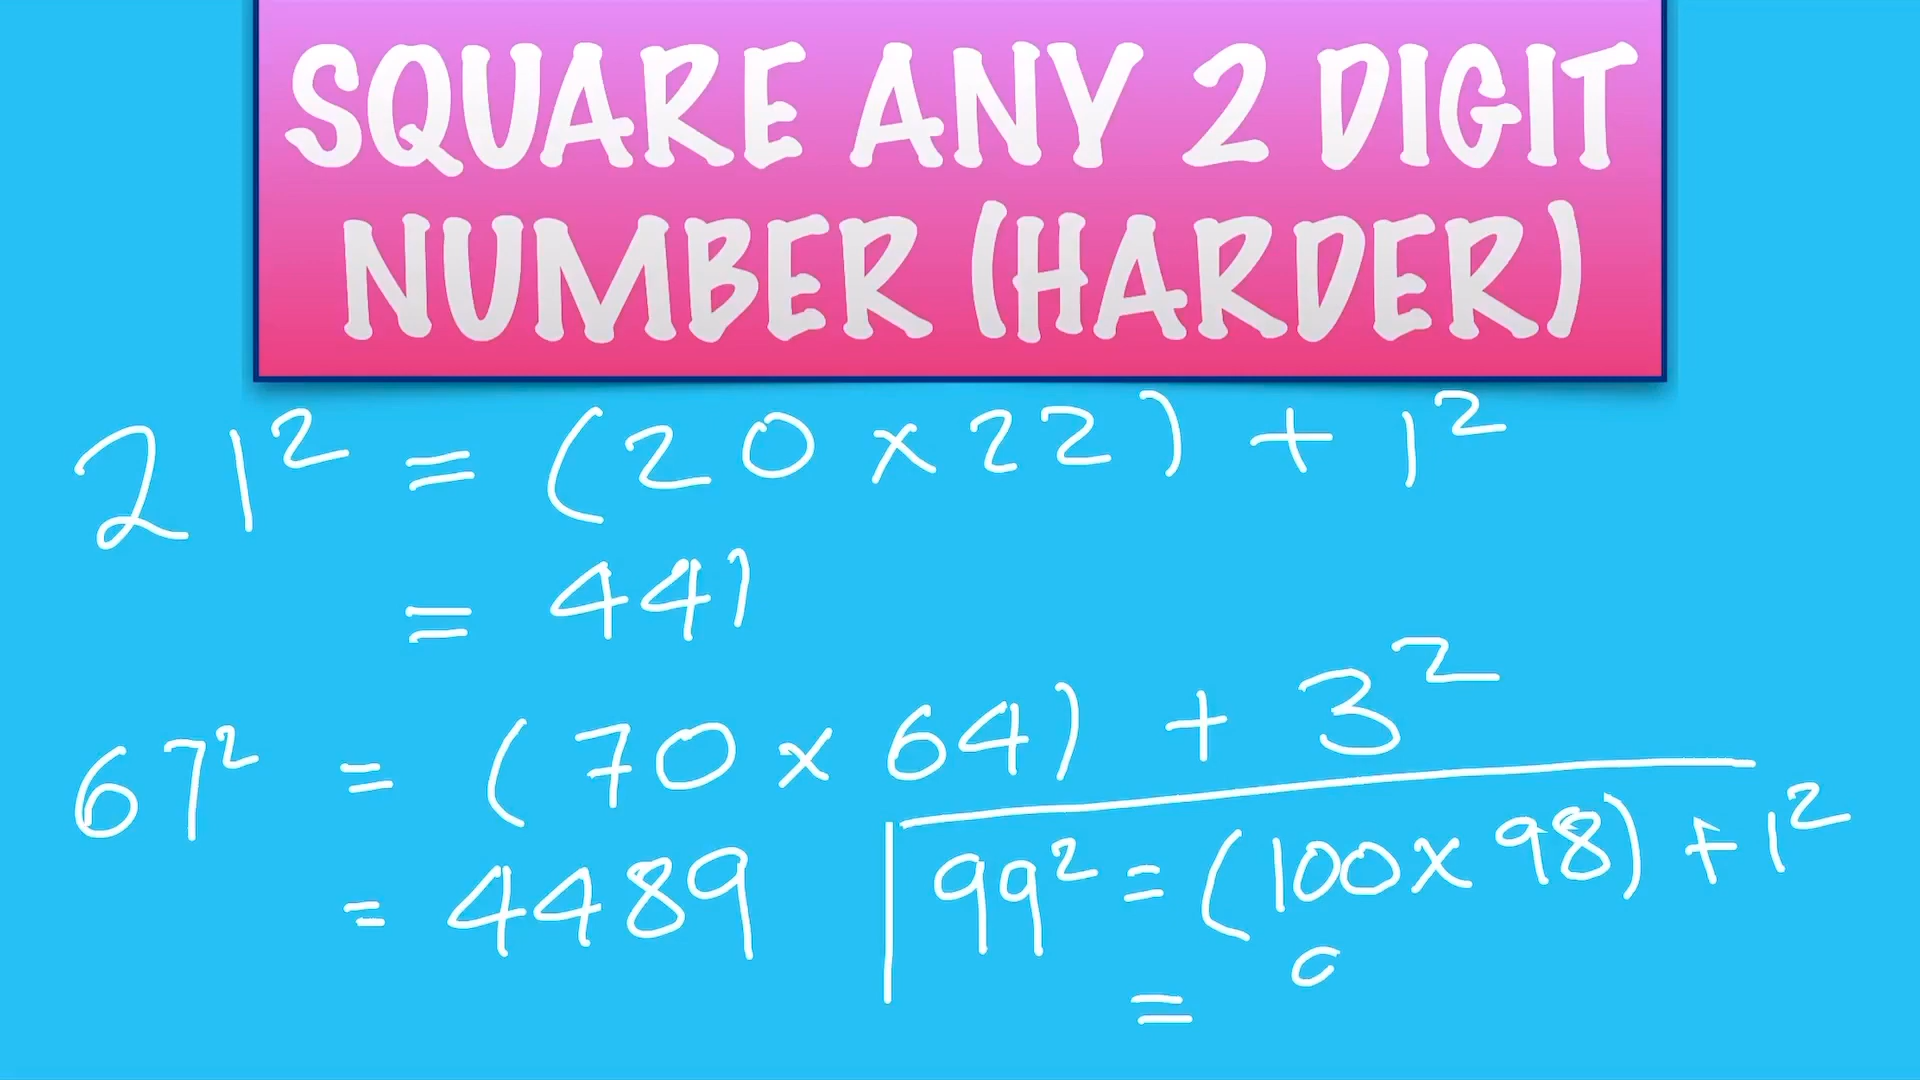 SQUARE ANY 2 DIGIT
NUMBER (HARDER)
21² = (20 × 22) + 1²
= 441
67² = (70 × 64) + 3²
= 4489
99² = (100 × 98) + 1²
=